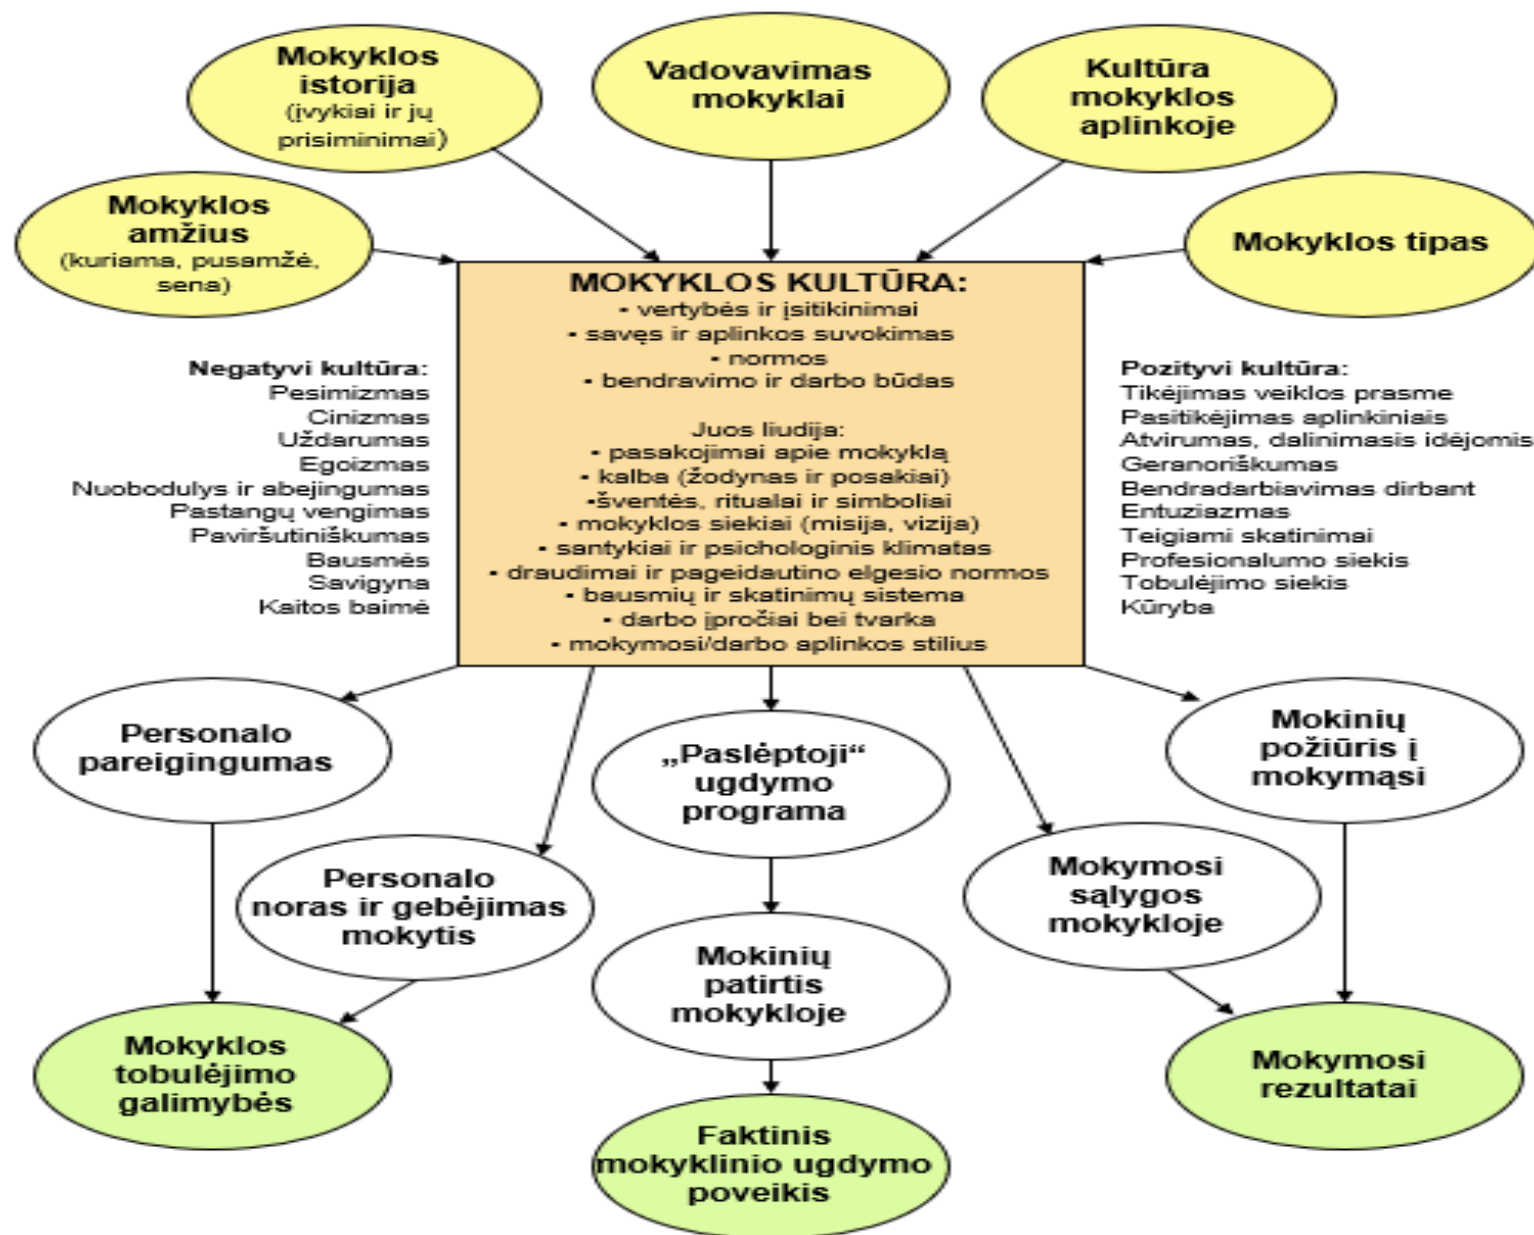 Mokyklos
istorija
(įvykiai ir jų
prisiminimai)
Vadovavimas
mokyklai
Kultūra
mokyklos
aplinkoje
Mokyklos
amžius
(kuriama, pusamžė,
sena)
Mokyklos tipas
MOKYKLOS KULTŪRA:
▪ vertybės ir įsitikinimai
▪ savęs ir aplinkos suvokimas
▪ normos
▪ bendravimo ir darbo būdas
Juos liudija:
▪ pasakojimai apie mokyklą
▪ kalba (žodynas ir posakiai)
▪šventės, ritualai ir simboliai
▪ mokyklos siekiai (misija, vizija)
▪ santykiai ir psichologinis klimatas
▪ draudimai ir pageidautino elgesio normos
▪ bausmių ir skatinimų sistema
▪ darbo įpročiai bei tvarka
▪ mokymosi/darbo aplinkos stilius
Negatyvi kultūra:
Pesimizmas
Cinizmas
Uždarumas
Egoizmas
Nuobodulys ir abejingumas
Pastangų vengimas
Paviršutiniškumas
Bausmės
Savigyna
Kaitos baimė
Pozityvi kultūra:
Tikėjimas veiklos prasme
Pasitikėjimas aplinkiniais
Atvirumas, dalinimasis idėjomis
Geranoriškumas
Bendradarbiavimas dirbant
Entuziazmas
Teigiami skatinimai
Profesionalumo siekis
Tobulėjimo siekis
Kūryba
Personalo
pareigingumas
Personalo
noras ir gebėjimas
mokytis
„Paslėptoji“
ugdymo
programa
Mokymosi
sąlygos
mokykloje
Mokinių
požiūris į
mokymąsi
Mokinių
patirtis
mokykloje
Mokyklos
tobulėjimo
galimybės
Faktinis
mokyklinio ugdymo
poveikis
Mokymosi
rezultatai